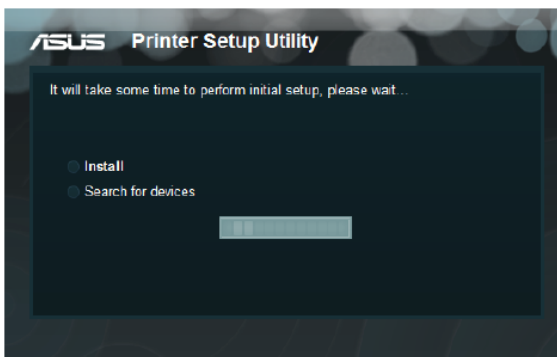 ASUS Printer Setup Utility
It will take some time to perform initial setup, please wait...
Install
Search for devices